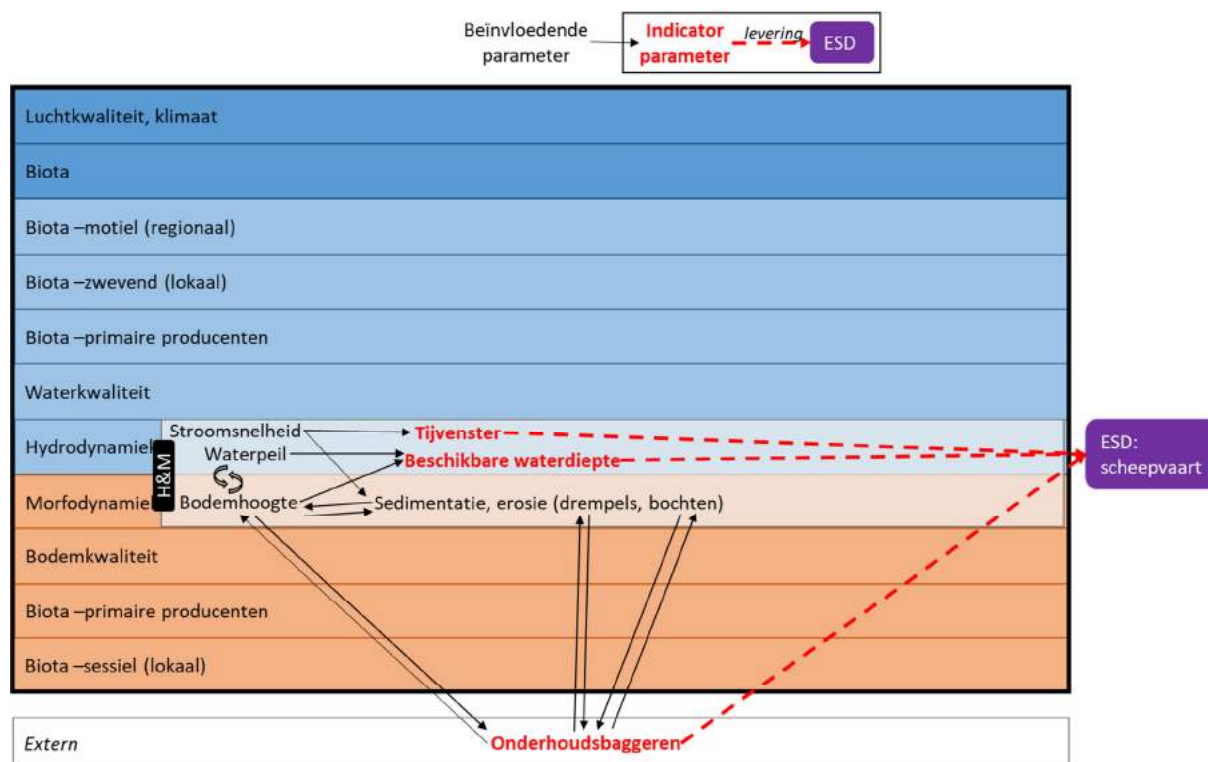 Beïnvloedende
parameter
Indicator
parameter
levering
ESD
Luchtkwaliteit, klimaat
Biota
Biota –motiel (regionaal)
Biota –zwevend (lokaal)
Biota –primaire producenten
Waterkwaliteit
Hydrodynamiek
H&M
Stroomsnelheid
Tijvenster
Waterpeil
Beschikbare waterdiepte
ESD:
scheepvaart
Morfodynamiek
Bodemhoogte
Sedimentatie, erosie (drempels, bochten)
Bodemkwaliteit
Biota –primaire producenten
Biota –sessiel (lokaal)
Extern
Onderhoudsbaggeren